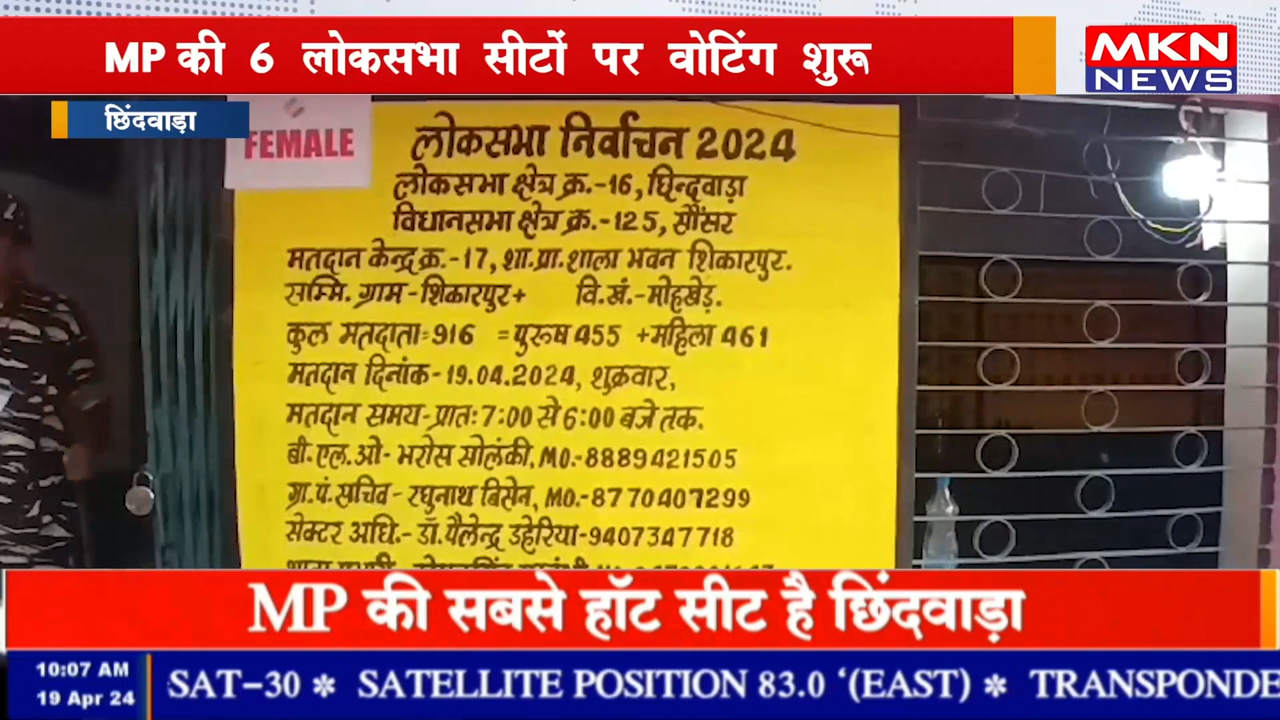 MP की 6 लोकसभा सीटों पर वोटिंग शुरू
MKN
NEWS
छिंदवाड़ा
FEMALE
लोकसभा निर्वाचन 2024
लोकसभा क्षेत्र क्र.-16, छिन्दवाड़ा
विधानसभा क्षेत्र क्र.-125, सौंसर
मतदान केन्द्र क्र.-17, शा.प्रा.शाला भवन शिकारपुर.
सम्मि. ग्राम-शिकारपुर+ वि.खं.-मोहखेड़.
कुल मतदाता=916 =पुरूष 455 +महिला 461
मतदान दिनांक-19.04.2024, शुक्रवार,
मतदान समय-प्रातः 7:00 से 6:00 बजे तक.
बी.एल.ओ- भरोस सोलंकी, MO.-8889421505
ग्रा.पं.सचिव- रघुनाथ बिसेन, MO.-8770407299
सेक्टर अधि.- डॉ.पैलेन्द्र डहेरिया-9407347718
MP की सबसे हॉट सीट है छिंदवाड़ा
10:07 AM
19 Apr 24
SAT-30 * SATELLITE POSITION 83.0 ‘(EAST) * TRANSPONDE